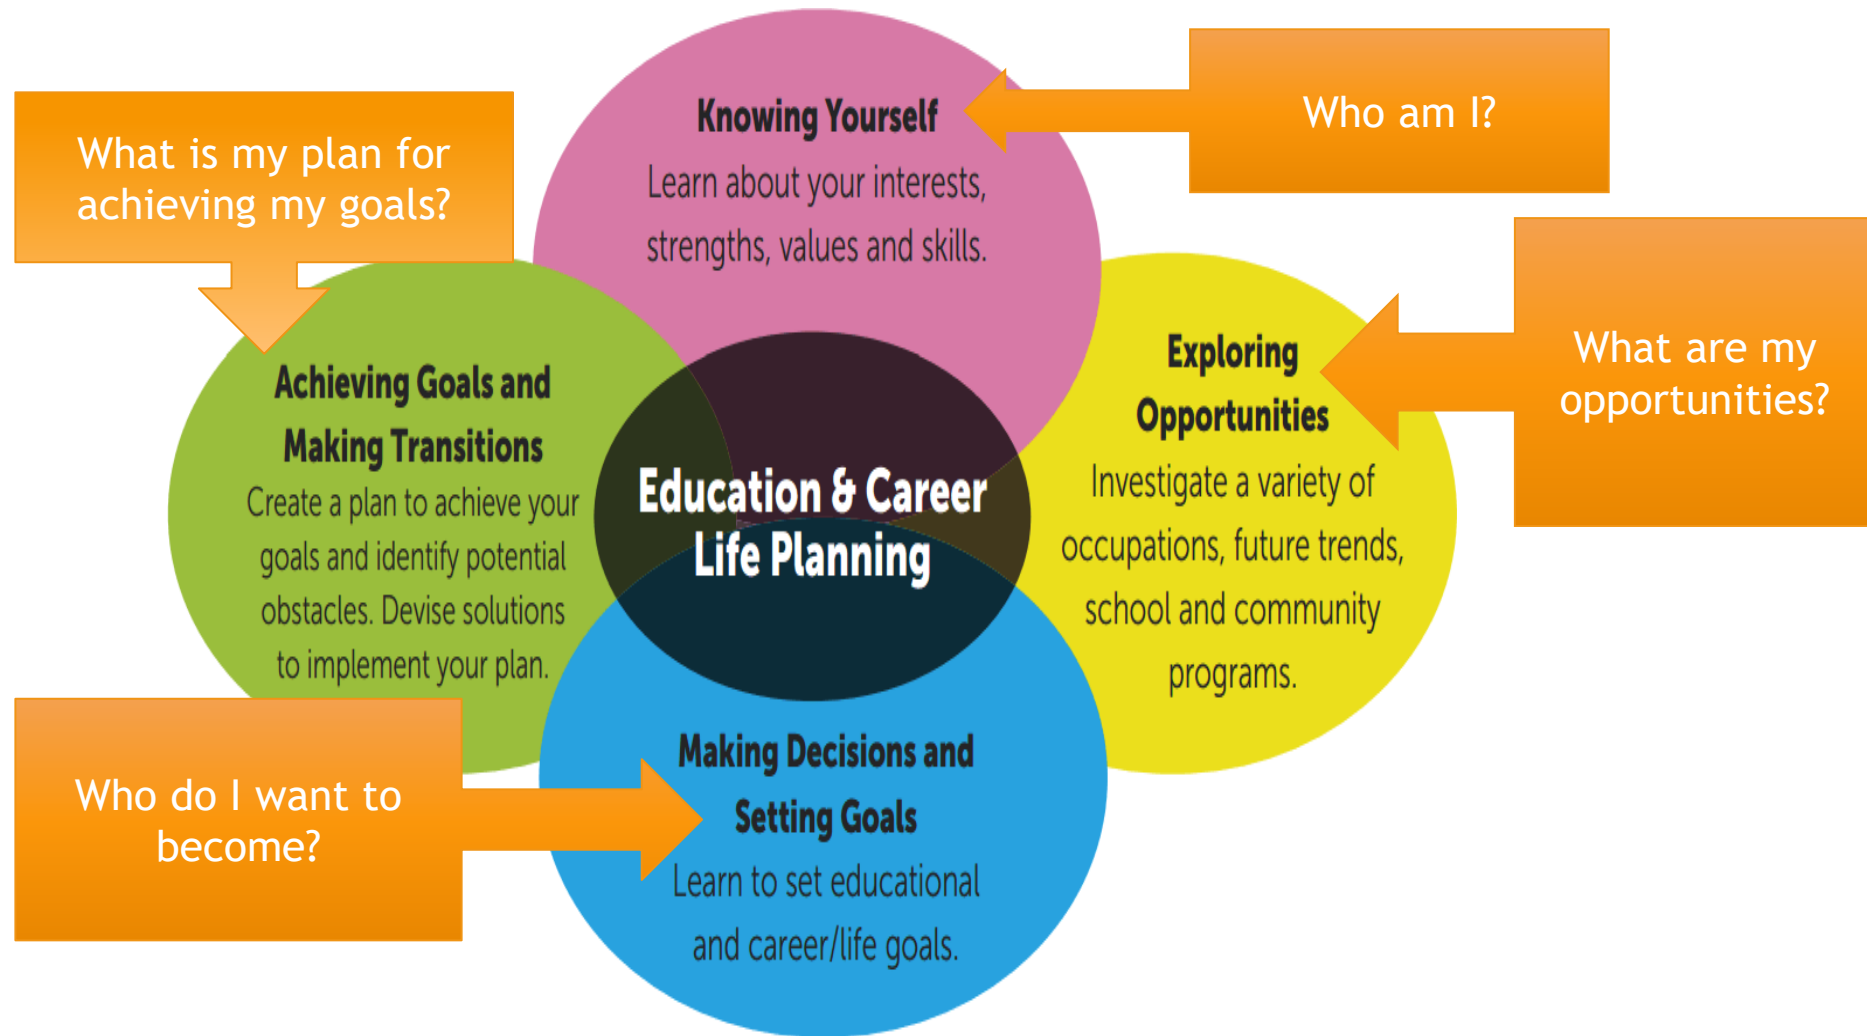 Knowing Yourself
Learn about your interests,
strengths, values and skills.
Who am I?
Exploring
Opportunities
Investigate a variety of
occupations, future trends,
school and community
programs.
What are my
opportunities?
Making Decisions and
Setting Goals
Learn to set educational
and career/life goals.
Who do I want to
become?
Achieving Goals and
Making Transitions
Create a plan to achieve your
goals and identify potential
obstacles. Devise solutions
to implement your plan.
What is my plan for
achieving my goals?
Education & Career
Life Planning